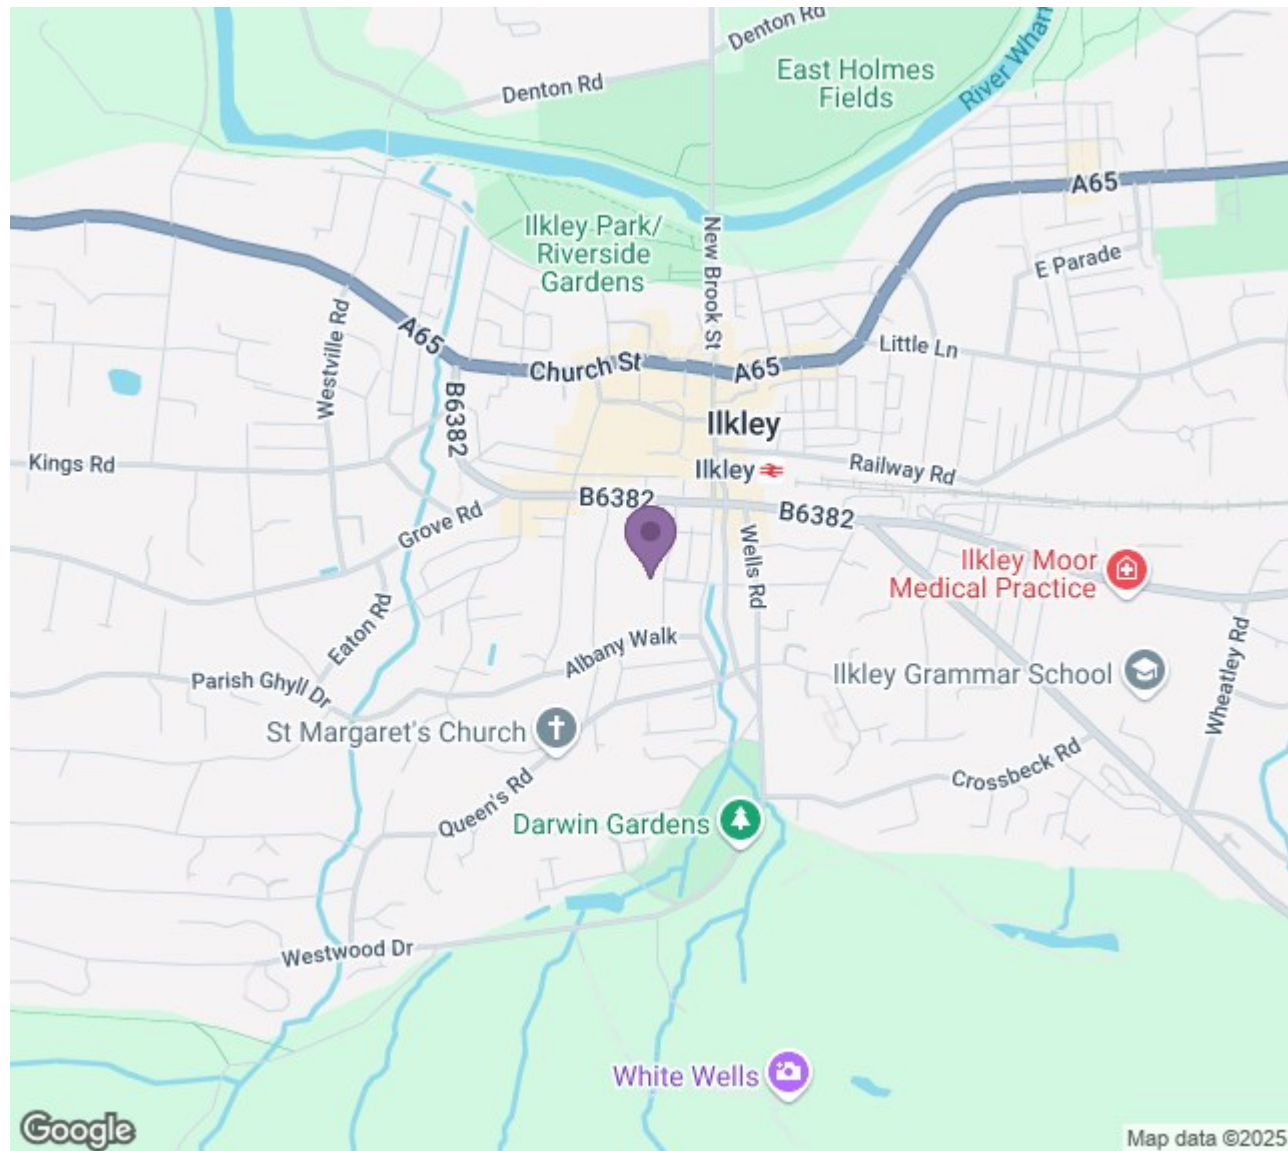 Denton Rd
Denton Rd
East Holmes
Fields
River Wharf
A65
Ilkley Park/
Riverside
Gardens
New Brook St
E Parade
Westville Rd
A65
Church St
A65
Little Ln
B6382
Ilkley
Kings Rd
Ilkley
Railway Rd
B6382
B6382
Grove Rd
Wells Rd
Ilkley Moor
Medical Practice
Eaton Rd
Albany Walk
Parish Ghyll Dr
Ilkley Grammar School
Wheatley Rd
St Margaret's Church
Queen's Rd
Crossbeck Rd
Darwin Gardens
Westwood Dr
White Wells
Google
Map data ©2025